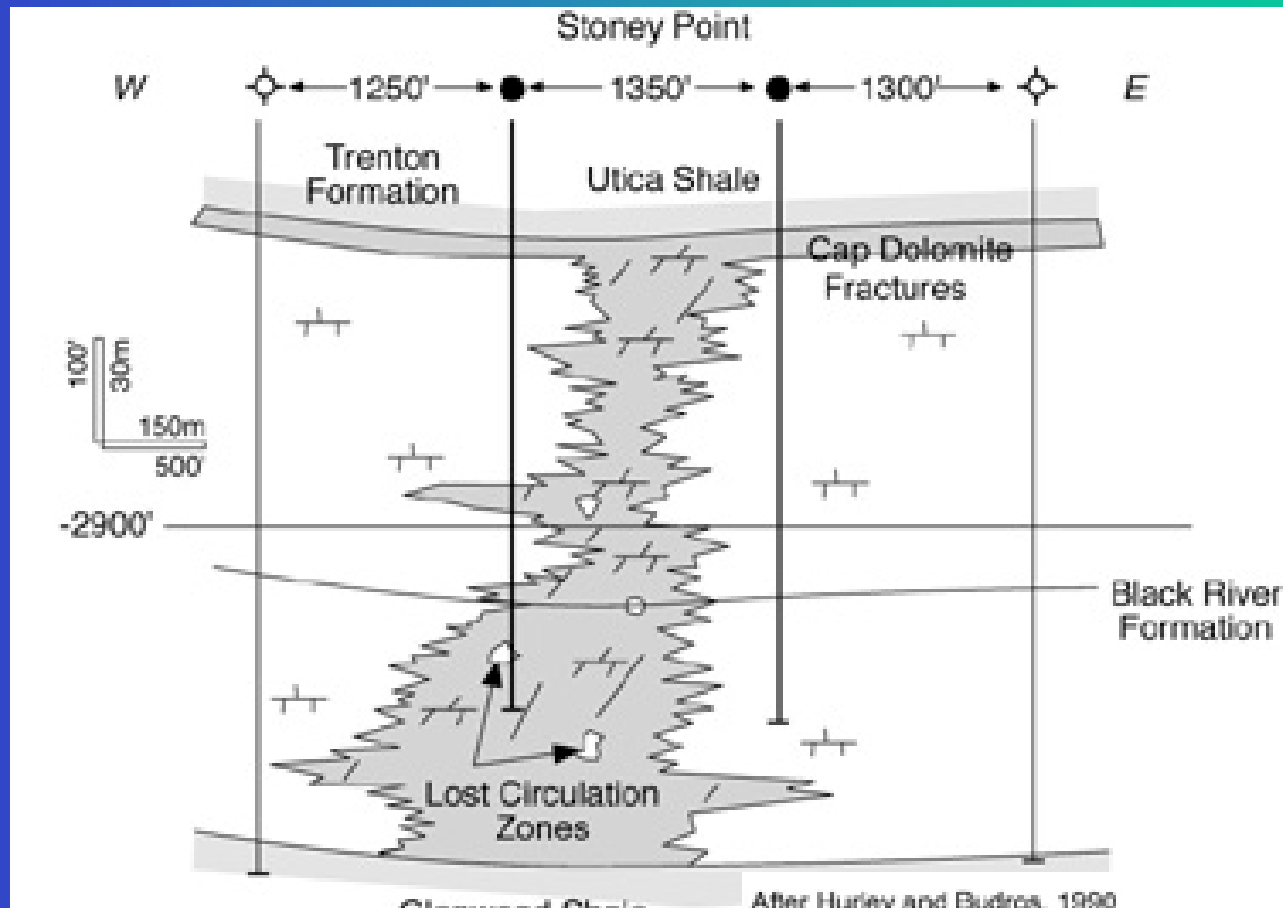 Stoney Point
W 1250' 1350' 1300' E
Trenton
Formation
Utica Shale
Cap Dolomite
Fractures
100'
30m
150m
500'
-2900'
Black River
Formation
Lost Circulation
Zones
After Hurley and Budros, 1990